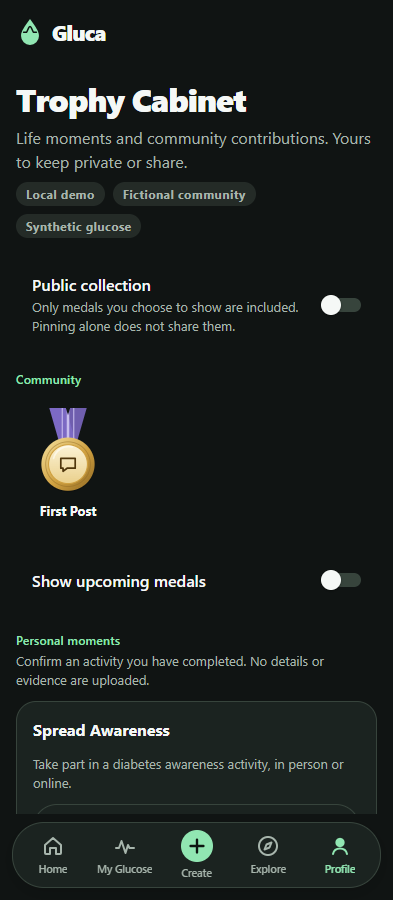 Gluca
Trophy Cabinet
Life moments and community contributions. Yours
to keep private or share.
Local demo
Fictional community
Synthetic glucose
Public collection
Only medals you choose to show are included.
Pinning alone does not share them.
Community
First Post
Show upcoming medals
Personal moments
Confirm an activity you have completed. No details or
evidence are uploaded.
Spread Awareness
Take part in a diabetes awareness activity, in person or
online.
Home
My Glucose
Create
Explore
Profile